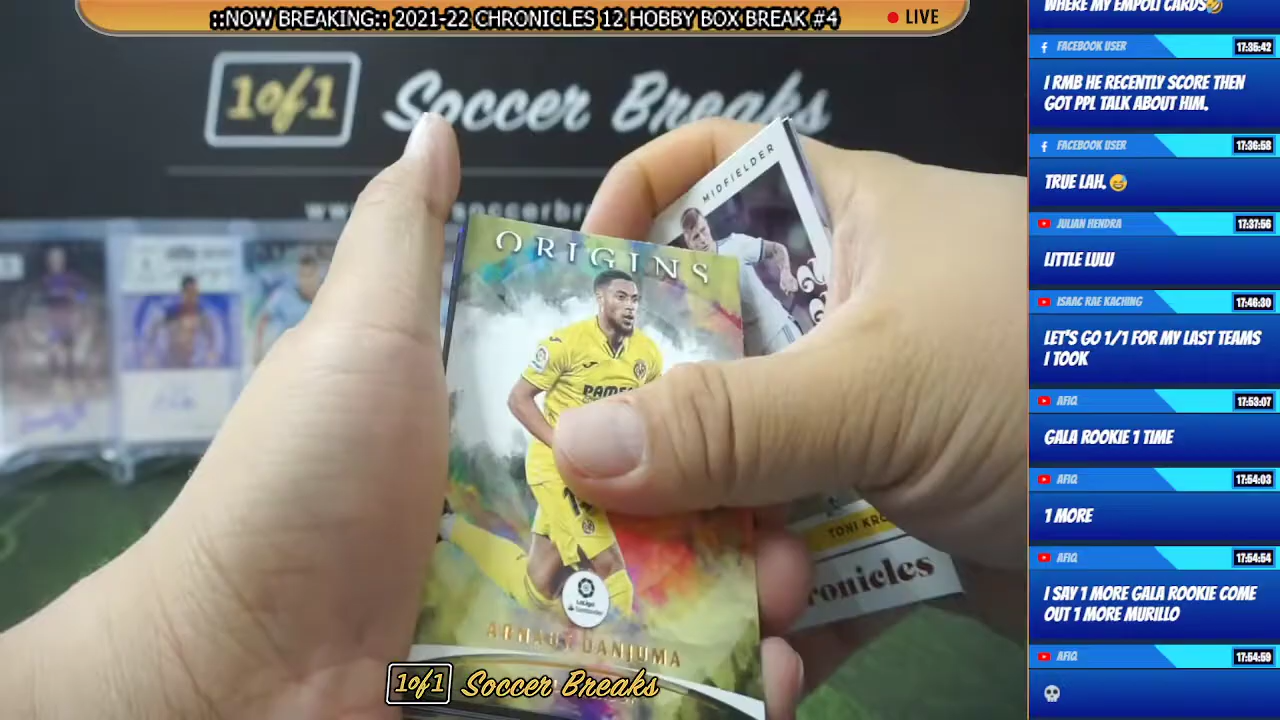 ::NOW BREAKING:: 2021-22 CHRONICLES 12 HOBBY BOX BREAK #4
LIVE
1of1 Soccer Breaks
MIDFIELDER
ORIGINS
PAME
ARNAUT DANJUMA
TONI KRO
ronicles
LaLiga
Santander
1of1 Soccer Breaks
WHERE MY EMPOLI CARDS🤣
FACEBOOK USER 17:35:42
I RMB HE RECENTLY SCORE THEN
GOT PPL TALK ABOUT HIM.
FACEBOOK USER 17:36:58
TRUE LAH. 😅
JULIAN HENDRA 17:37:56
LITTLE LULU
ISAAC RAE KACHING 17:46:30
LET'S GO 1/1 FOR MY LAST TEAMS
I TOOK
AFIQ 17:53:07
GALA ROOKIE 1 TIME
AFIQ 17:54:03
1 MORE
AFIQ 17:54:54
I SAY 1 MORE GALA ROOKIE COME
OUT 1 MORE MURILLO
AFIQ 17:54:59
💀